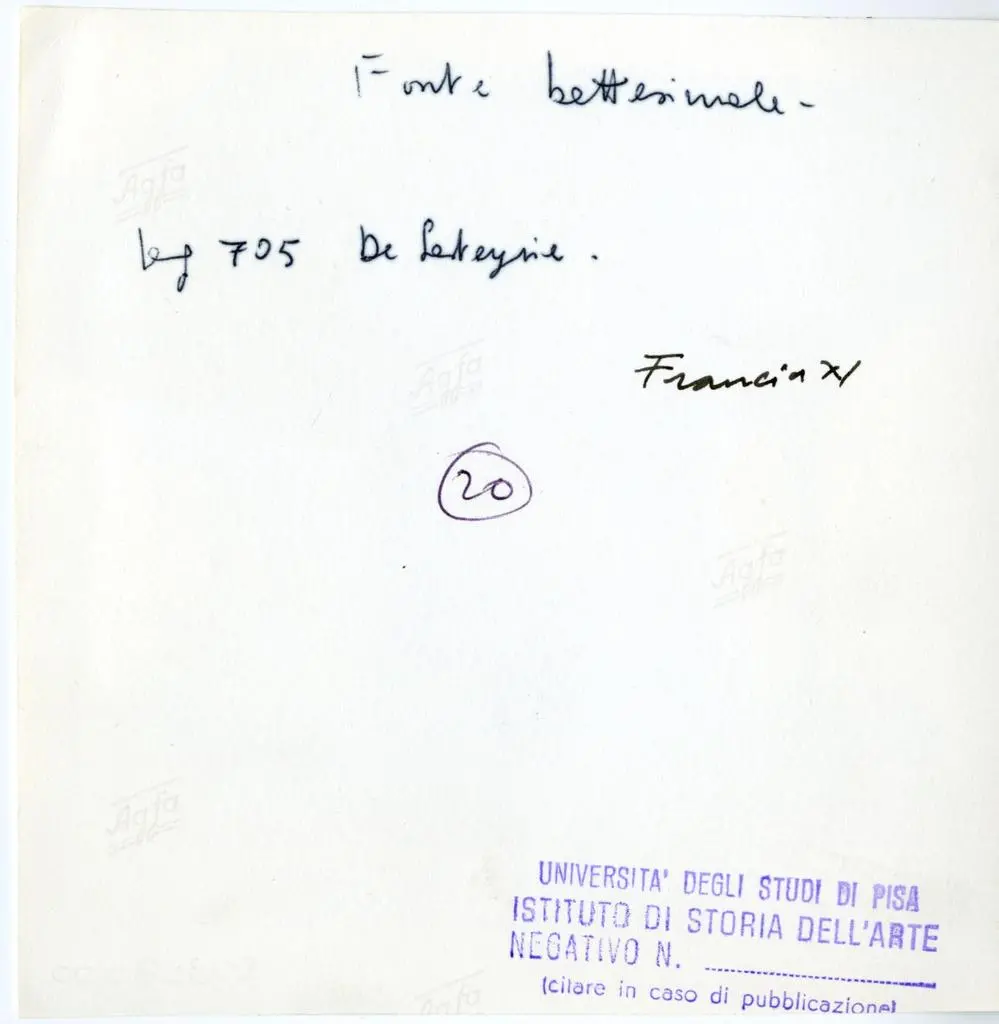 Fonte battesimale -
pag 705 De Lasteyrie.
Francia XI
20
UNIVERSITA' DEGLI STUDI DI PISA
ISTITUTO DI STORIA DELL'ARTE
NEGATIVO N. ....................
(citare in caso di pubblicazione)